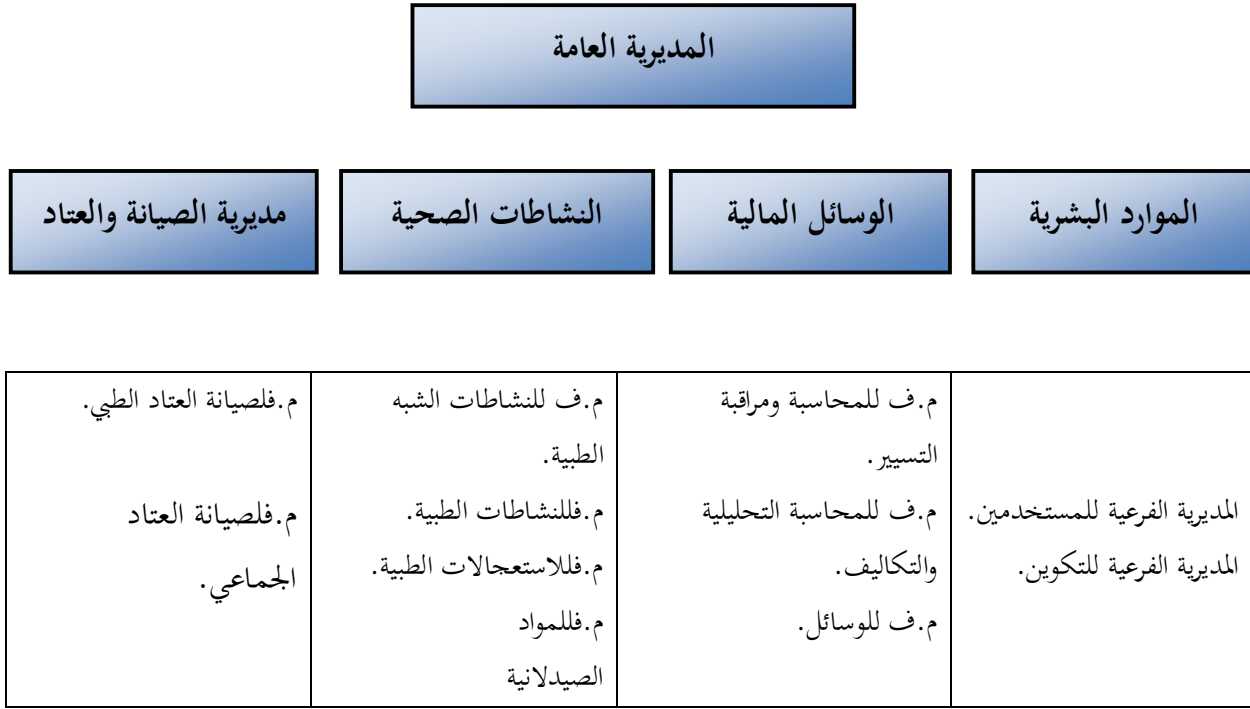 المديرية العامة
الموارد البشرية
الوسائل المالية
النشاطات الصحية
مديرية الصيانة والعتاد
المديرية الفرعية للمستخدمين.
المديرية الفرعية للتكوين.
م.ف للمحاسبة ومراقبة
التسيير.
م.ف للمحاسبة التحليلية
والتكاليف.
م.ف للوسائل.
م.ف للنشاطات الشبه
الطبية.
م.فللنشاطات الطبية.
م.فللاستعجالات الطبية.
م.فللمواد
الصيدلانية
م.فلصيانة العتاد الطبي.
م.فلصيانة العتاد
الجماعي.